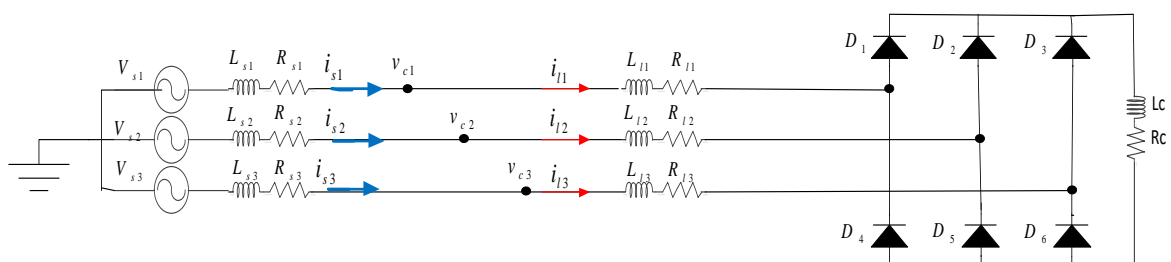 V s1 L s1 R s1 i s1 v c1 i l1 L l1 R l1 D 1 D 2 D 3
V s2 L s2 R s2 i s2 v c2 i l2 L l2 R l2 Lc
Rc
V s3 L s3 R s3 i s3 v c3 i l3 L l3 R l3
D 4 D 5 D 6